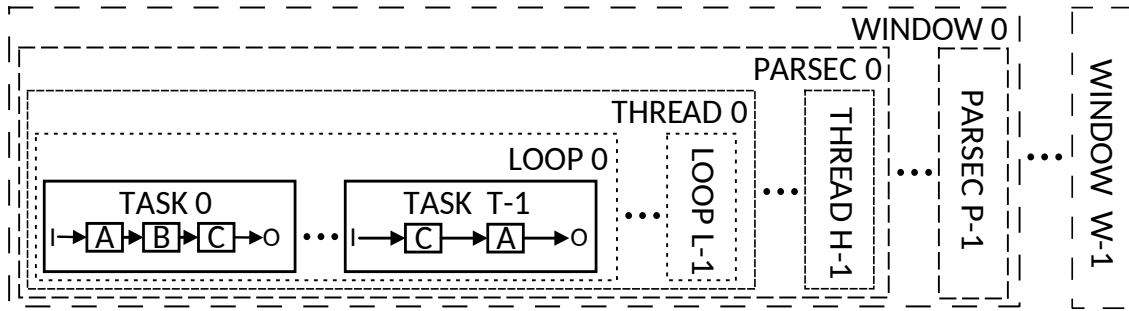 WINDOW 0
PARSEC 0
THREAD 0
LOOP 0
TASK 0
I A B C O
...
TASK T-1
I C A O
...
LOOP L-1
...
THREAD H-1
...
PARSEC P-1
...
WINDOW W-1